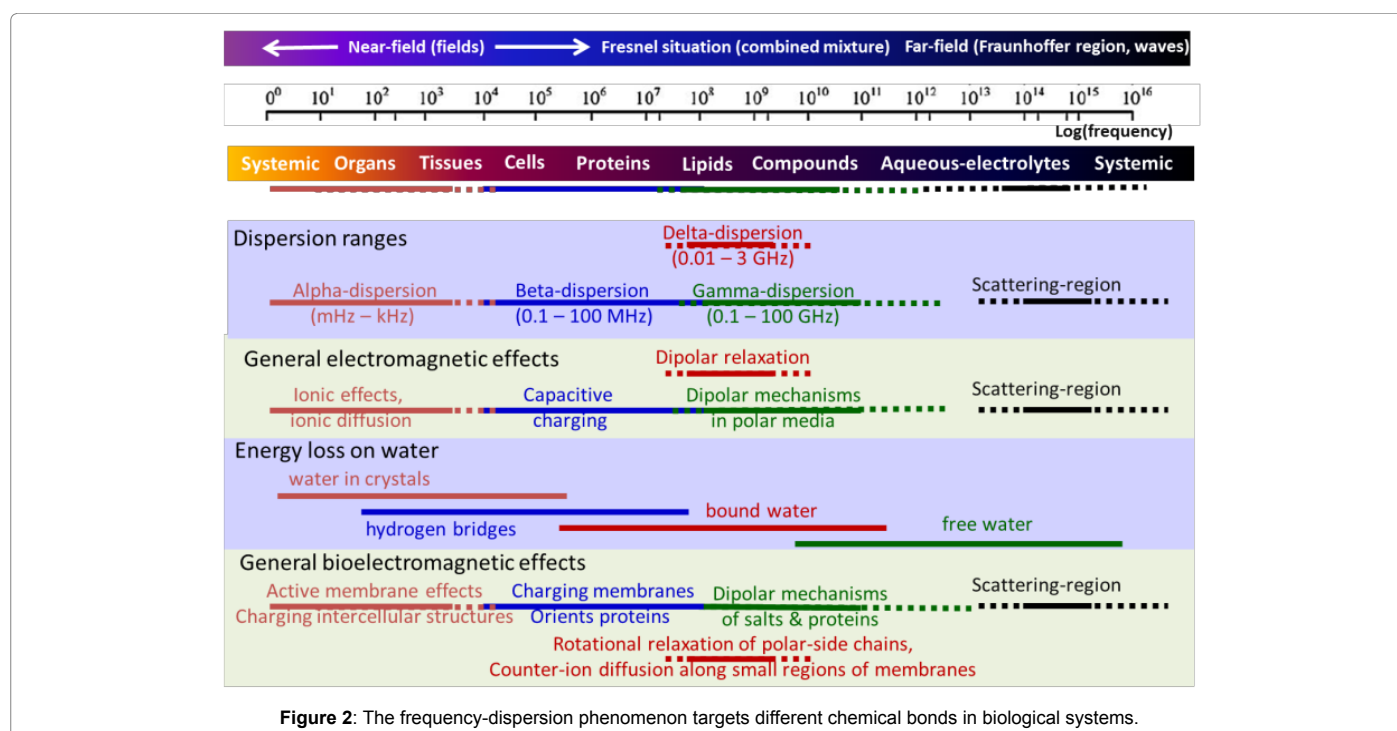 Near-field (fields) Fresnel situation (combined mixture) Far-field (Fraunhoffer region, waves)
0⁰ 10¹ 10² 10³ 10⁴ 10⁵ 10⁶ 10⁷ 10⁸ 10⁹ 10¹⁰ 10¹¹ 10¹² 10¹³ 10¹⁴ 10¹⁵ 10¹⁶
Log(frequency)
Systemic Organs Tissues Cells Proteins Lipids Compounds Aqueous-electrolytes Systemic
Dispersion ranges
Delta-dispersion
(0.01 – 3 GHz)
Alpha-dispersion Beta-dispersion Gamma-dispersion Scattering-region
(mHz – kHz) (0.1 – 100 MHz) (0.1 – 100 GHz)
General electromagnetic effects
Dipolar relaxation
Ionic effects, Capacitive Dipolar mechanisms Scattering-region
ionic diffusion charging in polar media
Energy loss on water
water in crystals
hydrogen bridges
bound water
free water
General bioelectromagnetic effects
Active membrane effects Charging membranes Dipolar mechanisms Scattering-region
Charging intercellular structures Orients proteins of salts & proteins
Rotational relaxation of polar-side chains,
Counter-ion diffusion along small regions of membranes
Figure 2: The frequency-dispersion phenomenon targets different chemical bonds in biological systems.